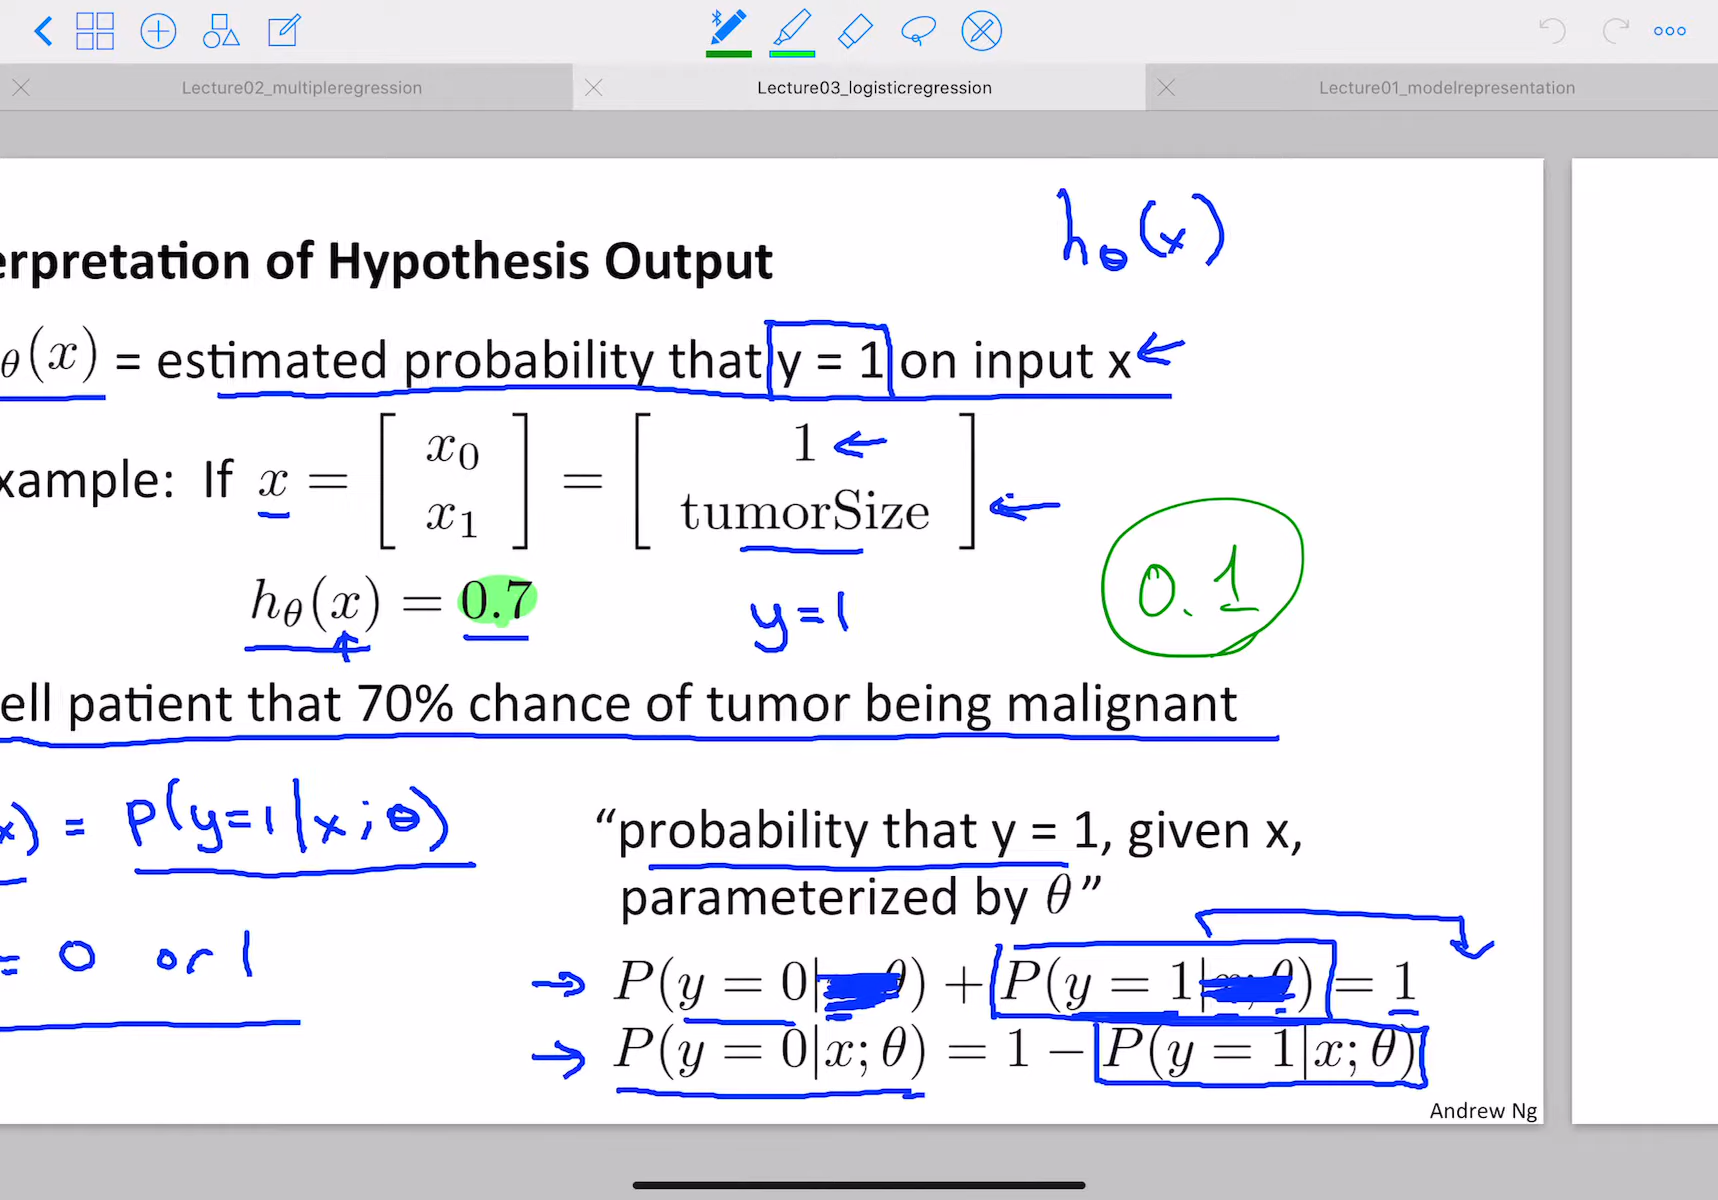 Lecture02_multipleregression
Lecture03_logisticregression
Lecture01_modelrepresentation
hθ(x)
erpretation of Hypothesis Output
θ(x) = estimated probability that y = 1 on input x ←
xample: If x = [ x0 x1 ] = [ 1 ← tumorSize ] ←
hθ(x) = 0.7
y=1
0.1
ell patient that 70% chance of tumor being malignant
x) = P(y=1|x;θ)
“probability that y = 1, given x,
parameterized by θ”
= 0 or 1
→ P(y = 0| θ) + P(y = 1| ; θ) = 1
→ P(y = 0|x; θ) = 1 − P(y = 1|x; θ)
Andrew Ng